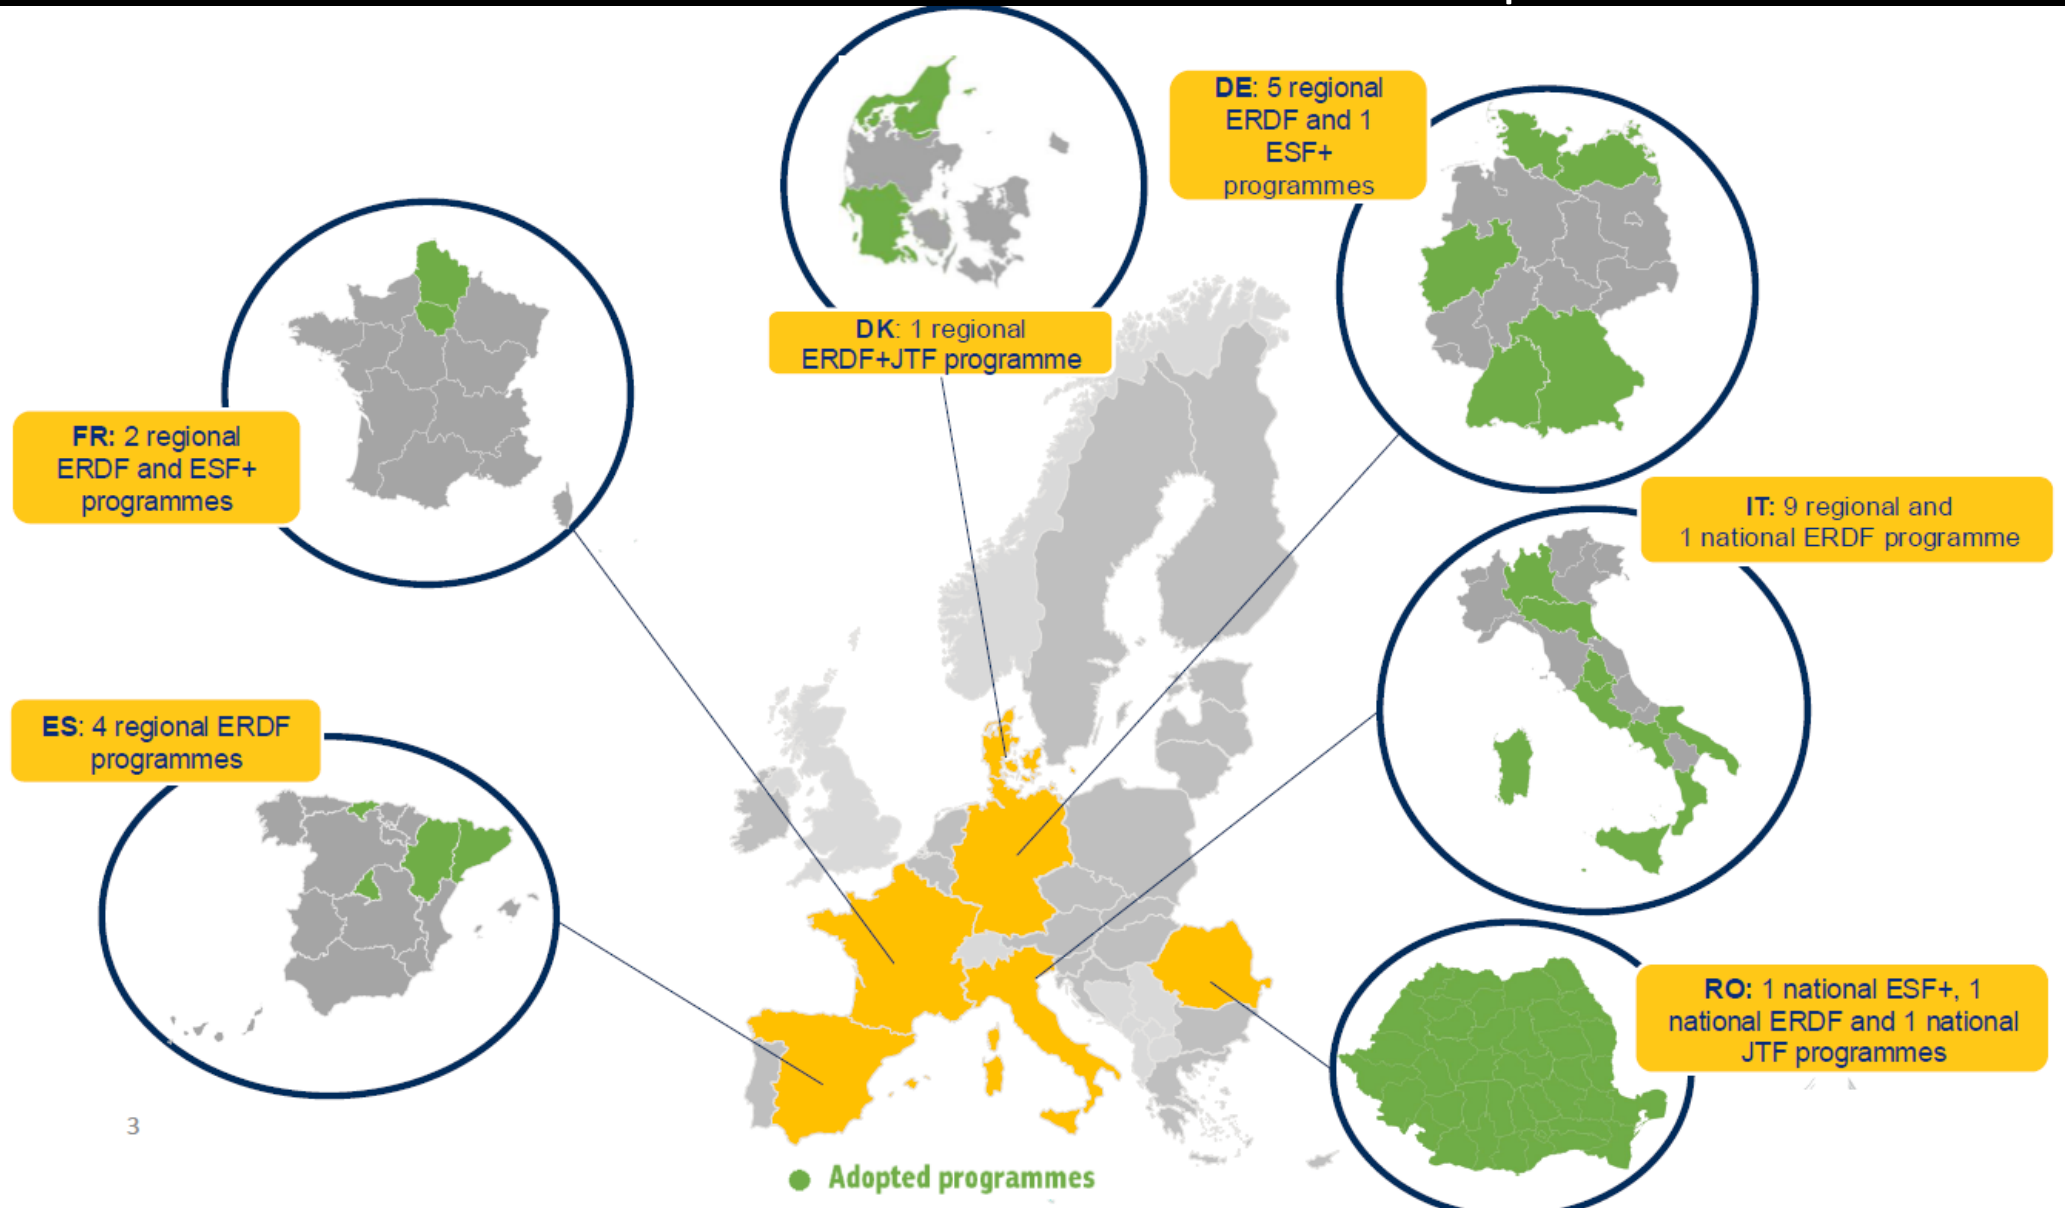 DE: 5 regional
ERDF and 1
ESF+
programmes
DK: 1 regional
ERDF+JTF programme
FR: 2 regional
ERDF and ESF+
programmes
IT: 9 regional and
1 national ERDF programme
ES: 4 regional ERDF
programmes
RO: 1 national ESF+, 1
national ERDF and 1 national
JTF programmes
3
Adopted programmes